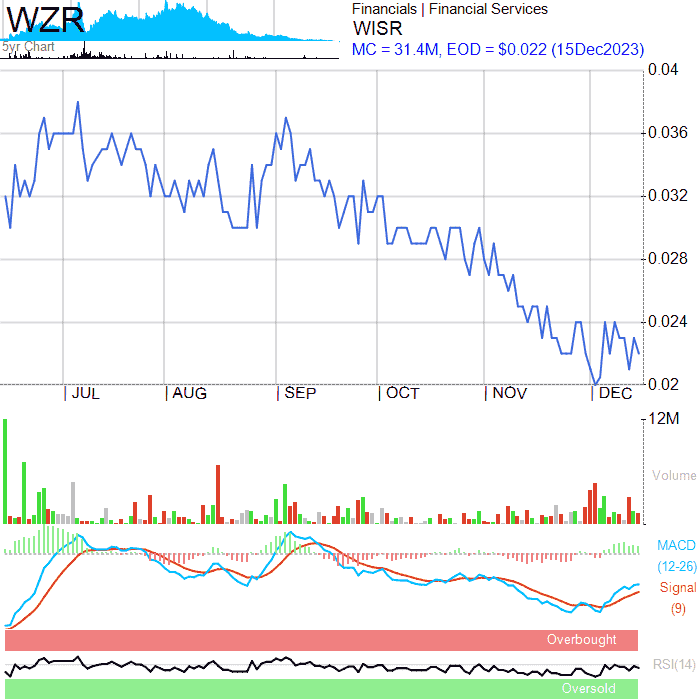 WZR
5yr Chart
Financials | Financial Services
WISR
MC = 31.4M, EOD = $0.022 (15Dec2023)
0.04
0.036
0.032
0.028
0.024
0.02
| JUL | AUG | SEP | OCT | NOV | DEC
12M
Volume
MACD
(12-26)
Signal
(9)
Overbought
RSI(14)
Oversold